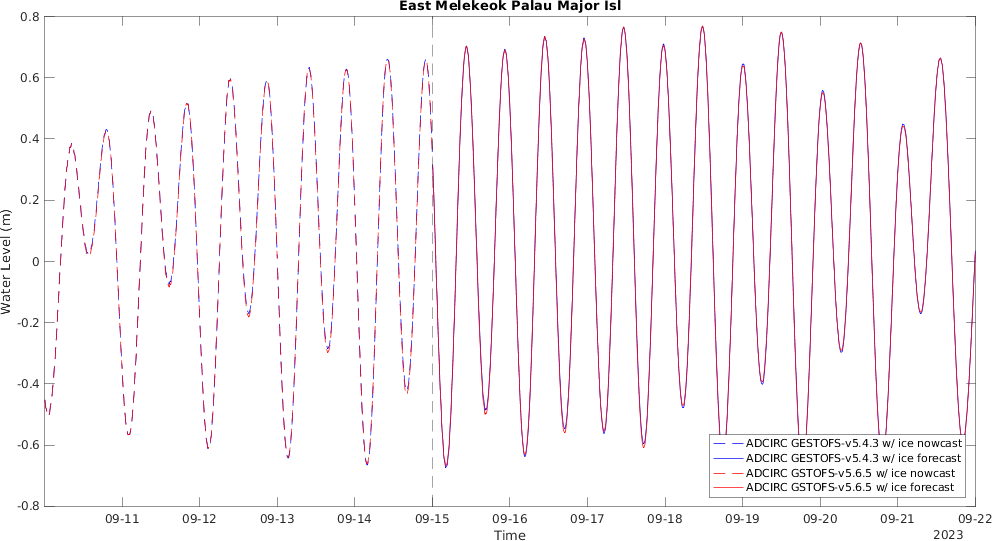 East Melekeok Palau Major Isl
0.8
0.6
0.4
0.2
0
-0.2
-0.4
-0.6
-0.8
Water Level (m)
09-11 09-12 09-13 09-14 09-15 09-16 09-17 09-18 09-19 09-20 09-21 09-22
2023
Time
ADCIRC GESTOFS-v5.4.3 w/ ice nowcast
ADCIRC GESTOFS-v5.4.3 w/ ice forecast
ADCIRC GSTOFS-v5.6.5 w/ ice nowcast
ADCIRC GSTOFS-v5.6.5 w/ ice forecast